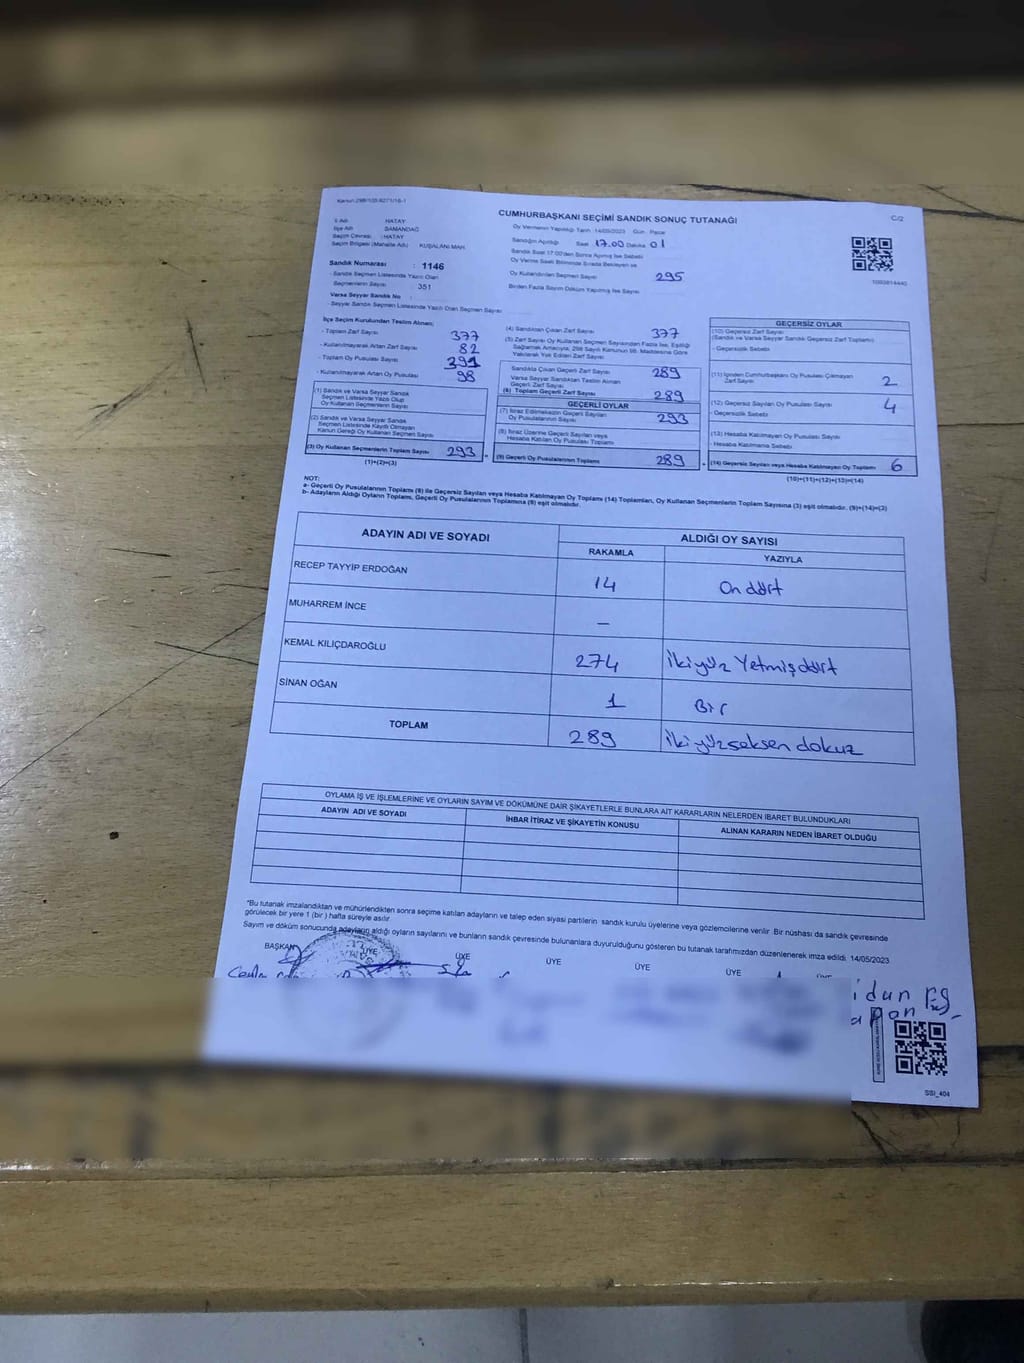 Kanun 298/105-6271/16-1
CUMHURBAŞKANI SEÇİMİ SANDIK SONUÇ TUTANAĞI
C/2
İl Adı : HATAY
İlçe Adı : SAMANDAĞ
Seçim Çevresi : HATAY
Seçim Bölgesi (Mahalle Adı) : KUŞALANI MAH.
Oy Vermenin Yapıldığı Tarih: 14/05/2023 Gün : Pazar
Sandığın Açıldığı Saat 17.00 Dakika 01
Sandık Saat 17:00'den Sonra Açılmış İse Sebebi
Oy Verme Saati Bitiminde Sırada Bekleyen ve
Oy Kullandırılan Seçmen Sayısı 295
Birden Fazla Sayım Döküm Yapılmış İse Sayısı
Sandık Numarası : 1146
- Sandık Seçmen Listesinde Yazılı Olan
Seçmenlerin Sayısı : 351
Varsa Seyyar Sandık No :
- Seyyar Sandık Seçmen Listesinde Yazılı Olan Seçmen Sayısı
İlçe Seçim Kurulundan Teslim Alınan;
- Toplam Zarf Sayısı 377
- Kullanılmayarak Artan Zarf Sayısı 82
- Toplam Oy Pusulası Sayısı 391
- Kullanılmayarak Artan Oy Pusulası 98
(1) Sandık ve Varsa Seyyar Sandık
Seçmen Listesinde Yazılı Olup
Oy Kullanan Seçmenlerin Sayısı
(2) Sandık ve Varsa Seyyar Sandık
Seçmen Listesinde Kayıtlı Olmayan
Kanun Gereği Oy Kullanan Seçmen Sayısı
(3) Oy Kullanan Seçmenlerin Toplam Sayısı 293
(1)+(2)=(3)
(4) Sandıktan Çıkan Zarf Sayısı 377
(5) Zarf Sayısı Oy Kullanan Seçmen Sayısından Fazla İse, Eşitliği
Sağlamak Amacıyla, 298 Sayılı Kanunun 98. Maddesine Göre
Yakılarak Yok Edilen Zarf Sayısı
Sandıkta Çıkan Geçerli Zarf Sayısı 289
Varsa Seyyar Sandıktan Teslim Alınan
Geçerli Zarf Sayısı
(6) Toplam Geçerli Zarf Sayısı 289
GEÇERLİ OYLAR
(7) İtiraz Edilmeksizin Geçerli Sayılan
Oy Pusulalarının Sayısı 293
(8) İtiraz Üzerine Geçerli Sayılan veya
Hesaba Katılan Oy Pusulası Toplamı
(9) Geçerli Oy Pusulalarının Toplamı 289
GEÇERSİZ OYLAR
(10) Geçersiz Zarf Sayısı
(Sandık ve Varsa Seyyar Sandık Geçersiz Zarf Toplamı)
- Geçersizlik Sebebi
(11) İçinden Cumhurbaşkanı Oy Pusulası Çıkmayan
Zarf Sayısı 2
(12) Geçersiz Sayılan Oy Pusulası Sayısı 4
- Geçersizlik Sebebi
(13) Hesaba Katılmayan Oy Pusulası Sayısı
- Hesaba Katılmama Sebebi
(14) Geçersiz Sayılan veya Hesaba Katılmayan Oy Toplamı 6
(10)+(11)+(12)+(13)=(14)
NOT:
a- Geçerli Oy Pusulalarının Toplamı (9) ile Geçersiz Sayılan veya Hesaba Katılmayan Oy Toplamı (14) Toplamları, Oy Kullanan Seçmenlerin Toplam Sayısına (3) eşit olmalıdır. (9)+(14)=(3)
b- Adayların Aldığı Oyların Toplamı, Geçerli Oy Pusulalarının Toplamına (9) eşit olmalıdır.
ADAYIN ADI VE SOYADI
ALDIĞI OY SAYISI
RAKAMLA YAZIYLA
RECEP TAYYİP ERDOĞAN 14 On dört
MUHARREM İNCE –
KEMAL KILIÇDAROĞLU 274 İkiyüz Yetmişdört
SİNAN OĞAN 1 Bir
TOPLAM 289 İkiyüzseksen dokuz
OYLAMA İŞ VE İŞLEMLERİNE VE OYLARIN SAYIM VE DÖKÜMÜNE DAİR ŞİKAYETLERLE BUNLARA AİT KARARLARIN NELERDEN İBARET BULUNDUKLARI
ADAYIN ADI VE SOYADI
İHBAR İTİRAZ VE ŞİKAYETİN KONUSU
ALINAN KARARIN NEDEN İBARET OLDUĞU
*Bu tutanak imzalandıktan ve mühürlendikten sonra seçime katılan adayların ve talep eden siyasi partilerin sandık kurulu üyelerine veya gözlemcilerine verilir. Bir nüshası da sandık çevresinde
görülecek bir yere 1 (bir) hafta süreyle asılır.
Sayım ve döküm sonucunda adayların aldığı oyların sayılarını ve bunların sandık çevresinde bulunanlara duyurulduğunu gösteren bu tutanak tarafımızdan düzenlenerek imza edildi. 14/05/2023
BAŞKAN ÜYE ÜYE ÜYE ÜYE ÜYE ÜYE
SSI_404